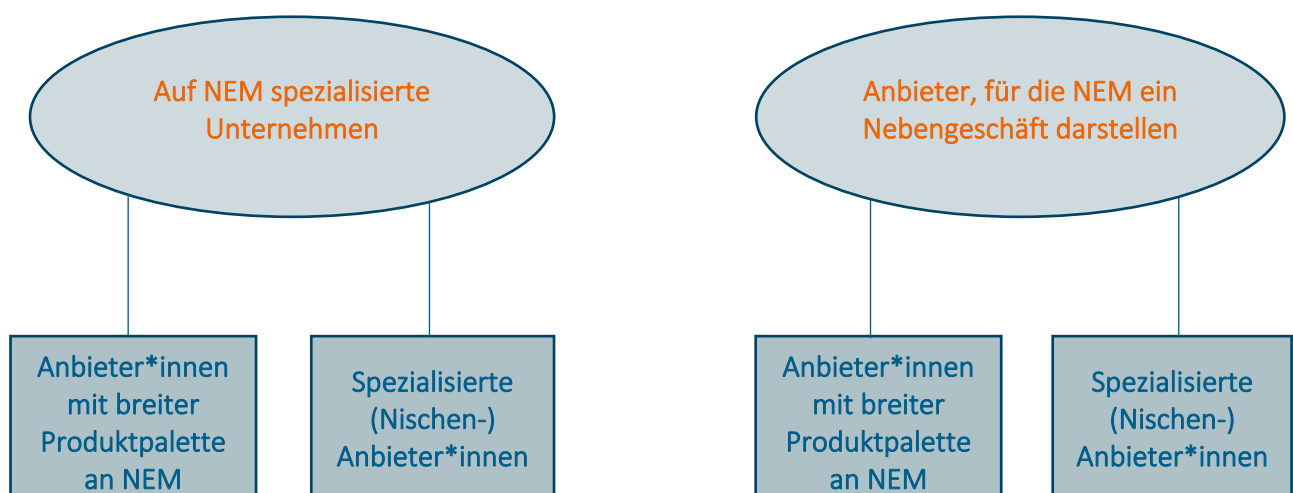 Auf NEM spezialisierte
Unternehmen
Anbieter, für die NEM ein
Nebengeschäft darstellen
Anbieter*innen
mit breiter
Produktpalette
an NEM
Spezialisierte
(Nischen-)
Anbieter*innen
Anbieter*innen
mit breiter
Produktpalette
an NEM
Spezialisierte
(Nischen-)
Anbieter*innen